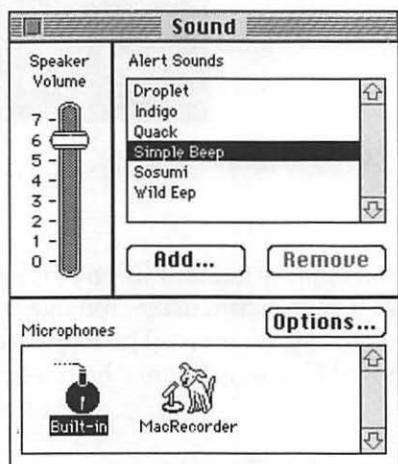 Sound
Speaker
Volume
7
6
5
4
3
2
1
0
Alert Sounds
Droplet
Indigo
Quack
Simple Beep
Sosumi
Wild Eep
Add...
Remove
Options...
Microphones
Built-in
MacRecorder